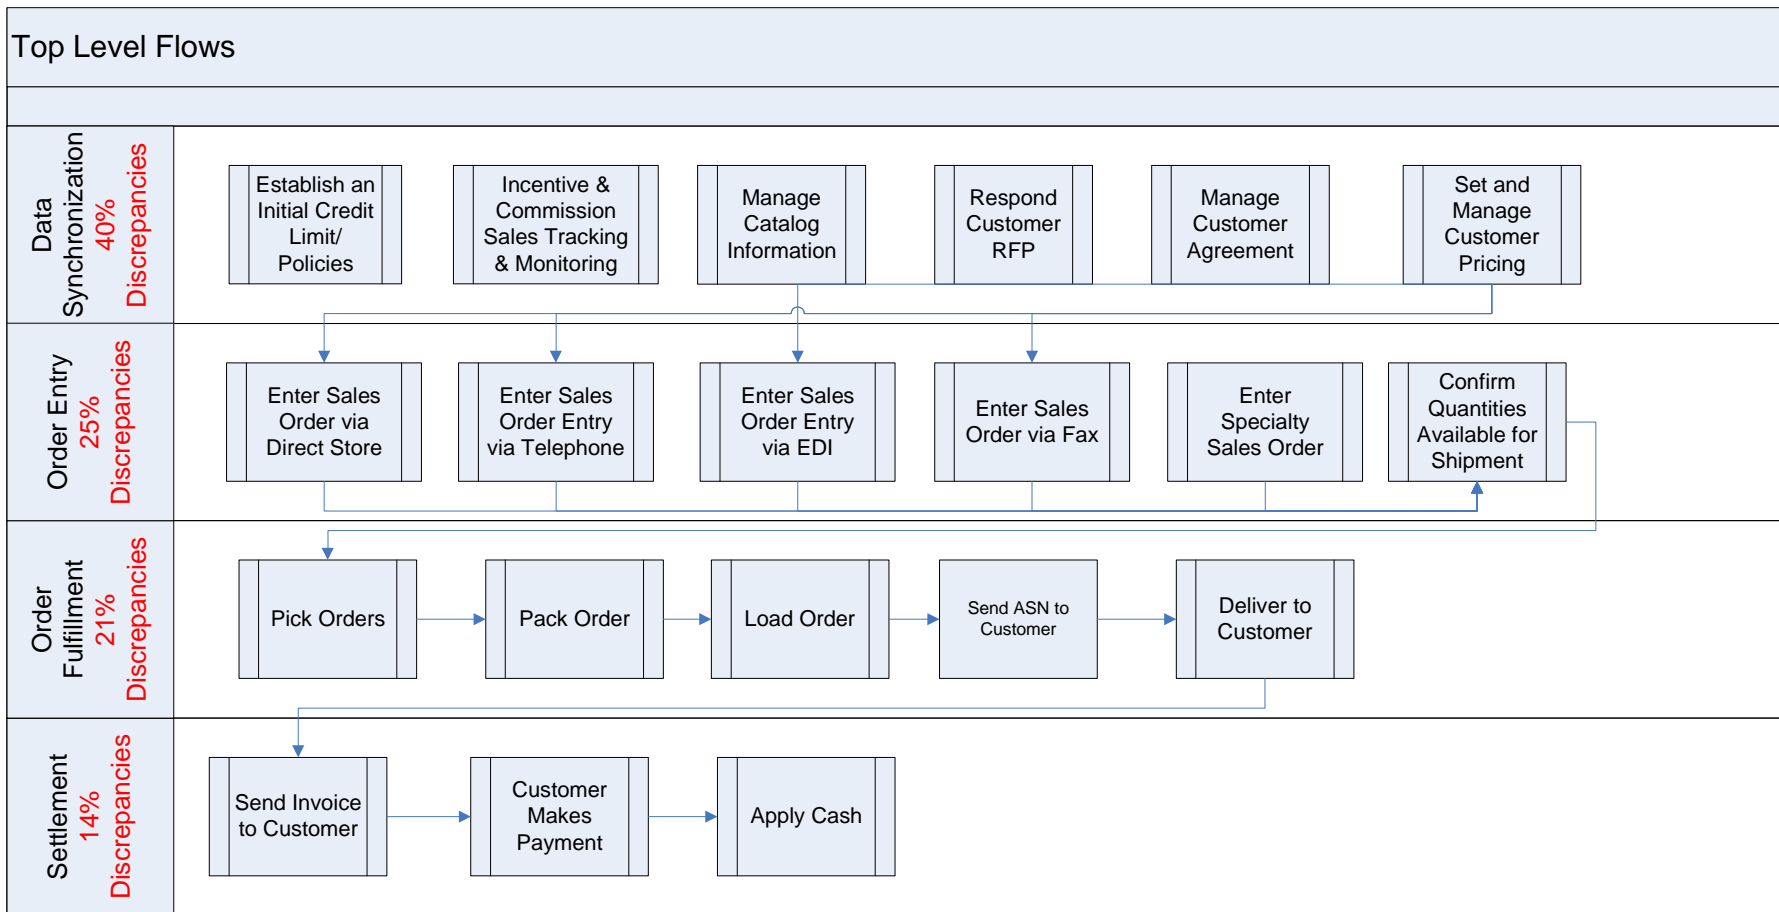 Top Level Flows
Data
Synchronization
40%
Discrepancies
Establish an
Initial Credit
Limit/
Policies
Incentive &
Commission
Sales Tracking
& Monitoring
Manage
Catalog
Information
Respond
Customer
RFP
Manage
Customer
Agreement
Set and
Manage
Customer
Pricing
Order Entry
25%
Discrepancies
Enter Sales
Order via
Direct Store
Enter Sales
Order Entry
via Telephone
Enter Sales
Order Entry
via EDI
Enter Sales
Order via Fax
Enter
Specialty
Sales Order
Confirm
Quantities
Available for
Shipment
Order
Fulfillment
21%
Discrepancies
Pick Orders
Pack Order
Load Order
Send ASN to
Customer
Deliver to
Customer
Settlement
14%
Discrepancies
Send Invoice
to Customer
Customer
Makes
Payment
Apply Cash